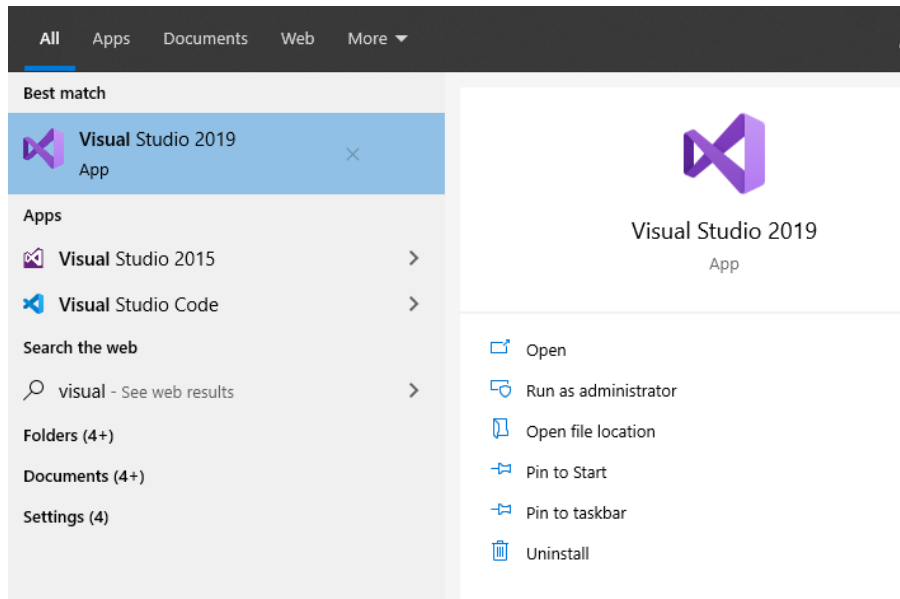 All Apps Documents Web More
Best match
Visual Studio 2019
App
Apps
Visual Studio 2015
Visual Studio Code
Search the web
visual - See web results
Folders (4+)
Documents (4+)
Settings (4)
Visual Studio 2019
App
Open
Run as administrator
Open file location
Pin to Start
Pin to taskbar
Uninstall